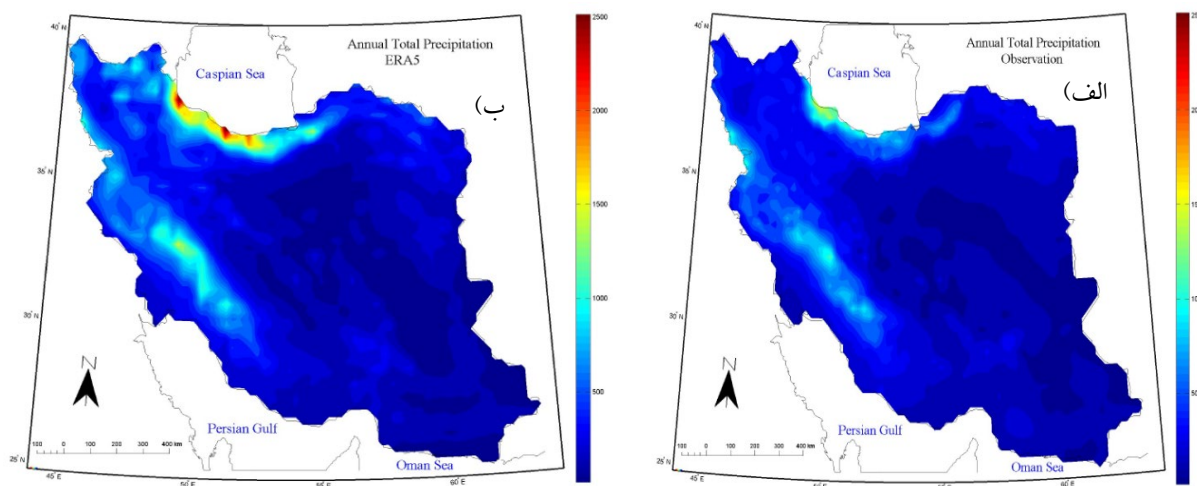 40°N
Annual Total Precipitation
ERA5
Caspian Sea
ب)
35°N
30°N
N
100 0 100 200 300 400 km
Persian Gulf
Oman Sea
25°N
45°E
50°E
55°E
60°E
2500
2000
1500
1000
500
40°N
Annual Total Precipitation
Observation
Caspian Sea
الف)
35°N
30°N
N
100 0 100 200 300 400 km
Persian Gulf
Oman Sea
25°N
45°E
60°E